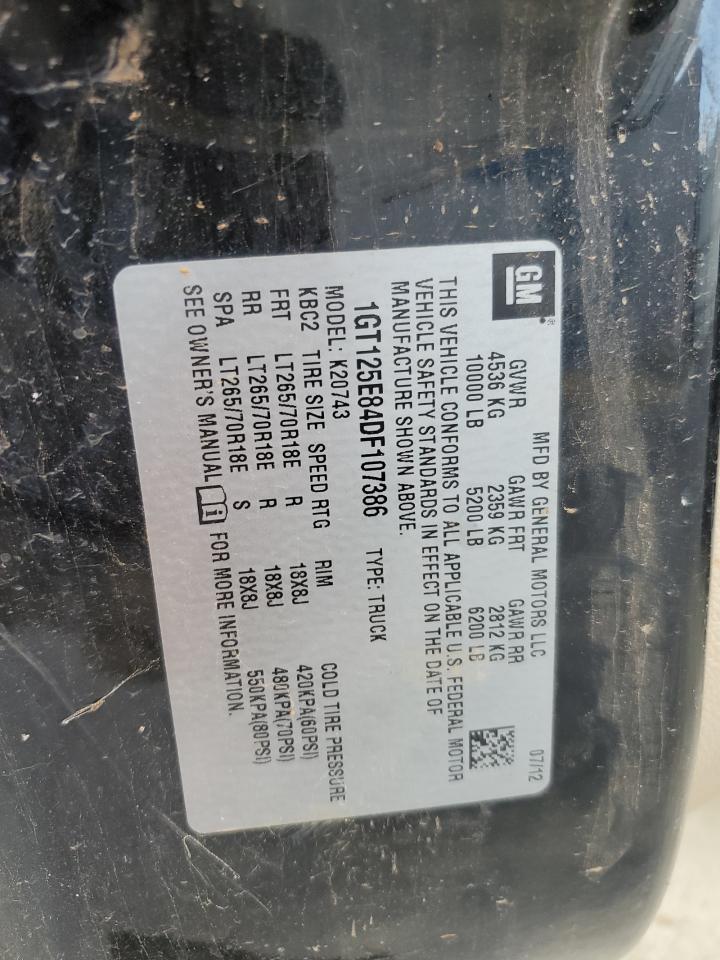 GM®
MFD BY GENERAL MOTORS LLC 07/12
GVWR GAWR FRT GAWR RR
4536 KG 2359 KG 2812 KG
10000 LB 5200 LB 6200 LB
THIS VEHICLE CONFORMS TO ALL APPLICABLE U.S. FEDERAL MOTOR
VEHICLE SAFETY STANDARDS IN EFFECT ON THE DATE OF
MANUFACTURE SHOWN ABOVE.
1GT125E84DF107386 TYPE: TRUCK
MODEL: K20743
KBC2 TIRE SIZE SPEED RTG RIM COLD TIRE PRESSURE
FRT LT265/70R18E R 18X8J 420KPA(60PSI)
RR LT265/70R18E R 18X8J 480KPA(70PSI)
SPA LT265/70R18E S 18X8J 550KPA(80PSI)
SEE OWNER'S MANUAL FOR MORE INFORMATION.